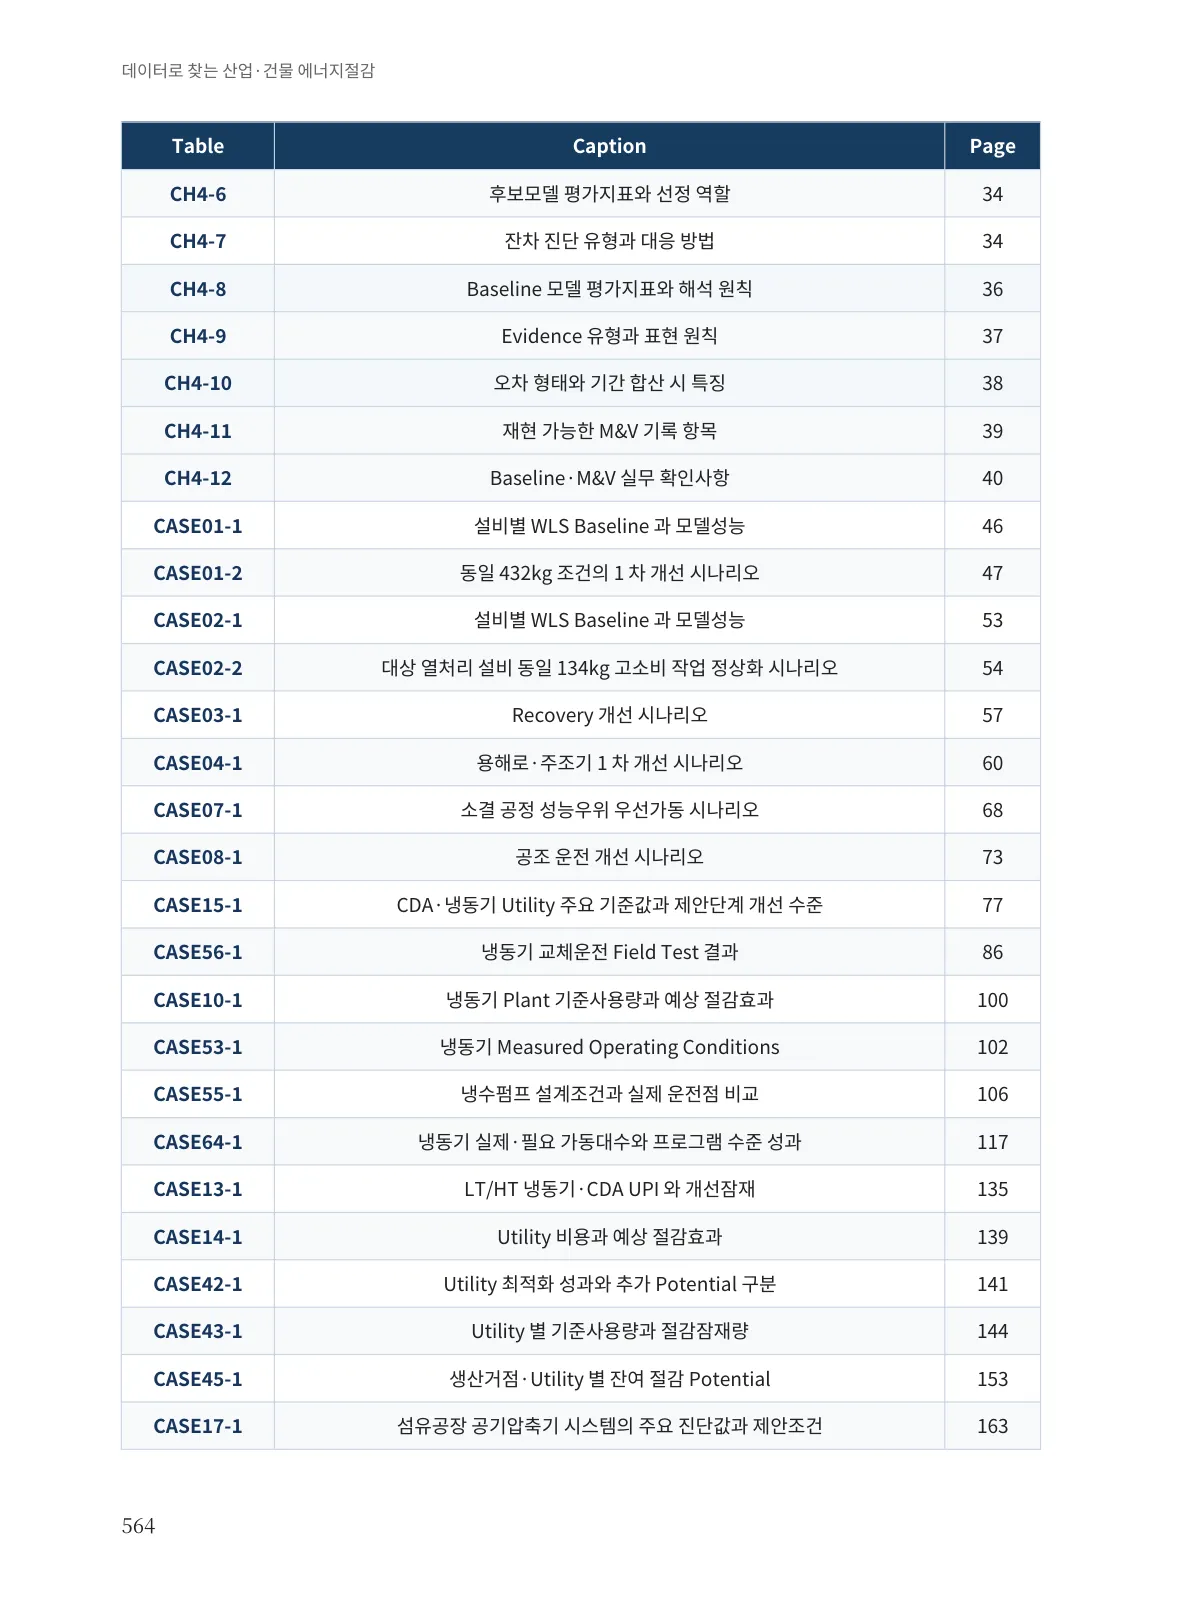 데이터로 찾는 산업·건물 에너지절감
Table Caption Page
CH4-6 후보모델 평가지표와 선정 역할 34
CH4-7 잔차 진단 유형과 대응 방법 34
CH4-8 Baseline 모델 평가지표와 해석 원칙 36
CH4-9 Evidence 유형과 표현 원칙 37
CH4-10 오차 형태와 기간 합산 시 특징 38
CH4-11 재현 가능한 M&V 기록 항목 39
CH4-12 Baseline·M&V 실무 확인사항 40
CASE01-1 설비별 WLS Baseline 과 모델성능 46
CASE01-2 동일 432kg 조건의 1 차 개선 시나리오 47
CASE02-1 설비별 WLS Baseline 과 모델성능 53
CASE02-2 대상 열처리 설비 동일 134kg 고소비 작업 정상화 시나리오 54
CASE03-1 Recovery 개선 시나리오 57
CASE04-1 용해로·주조기 1 차 개선 시나리오 60
CASE07-1 소결 공정 성능우위 우선가동 시나리오 68
CASE08-1 공조 운전 개선 시나리오 73
CASE15-1 CDA·냉동기 Utility 주요 기준값과 제안단계 개선 수준 77
CASE56-1 냉동기 교체운전 Field Test 결과 86
CASE10-1 냉동기 Plant 기준사용량과 예상 절감효과 100
CASE53-1 냉동기 Measured Operating Conditions 102
CASE55-1 냉수펌프 설계조건과 실제 운전점 비교 106
CASE64-1 냉동기 실제·필요 가동대수와 프로그램 수준 성과 117
CASE13-1 LT/HT 냉동기·CDA UPI 와 개선잠재 135
CASE14-1 Utility 비용과 예상 절감효과 139
CASE42-1 Utility 최적화 성과와 추가 Potential 구분 141
CASE43-1 Utility 별 기준사용량과 절감잠재량 144
CASE45-1 생산거점·Utility 별 잔여 절감 Potential 153
CASE17-1 섬유공장 공기압축기 시스템의 주요 진단값과 제안조건 163
564